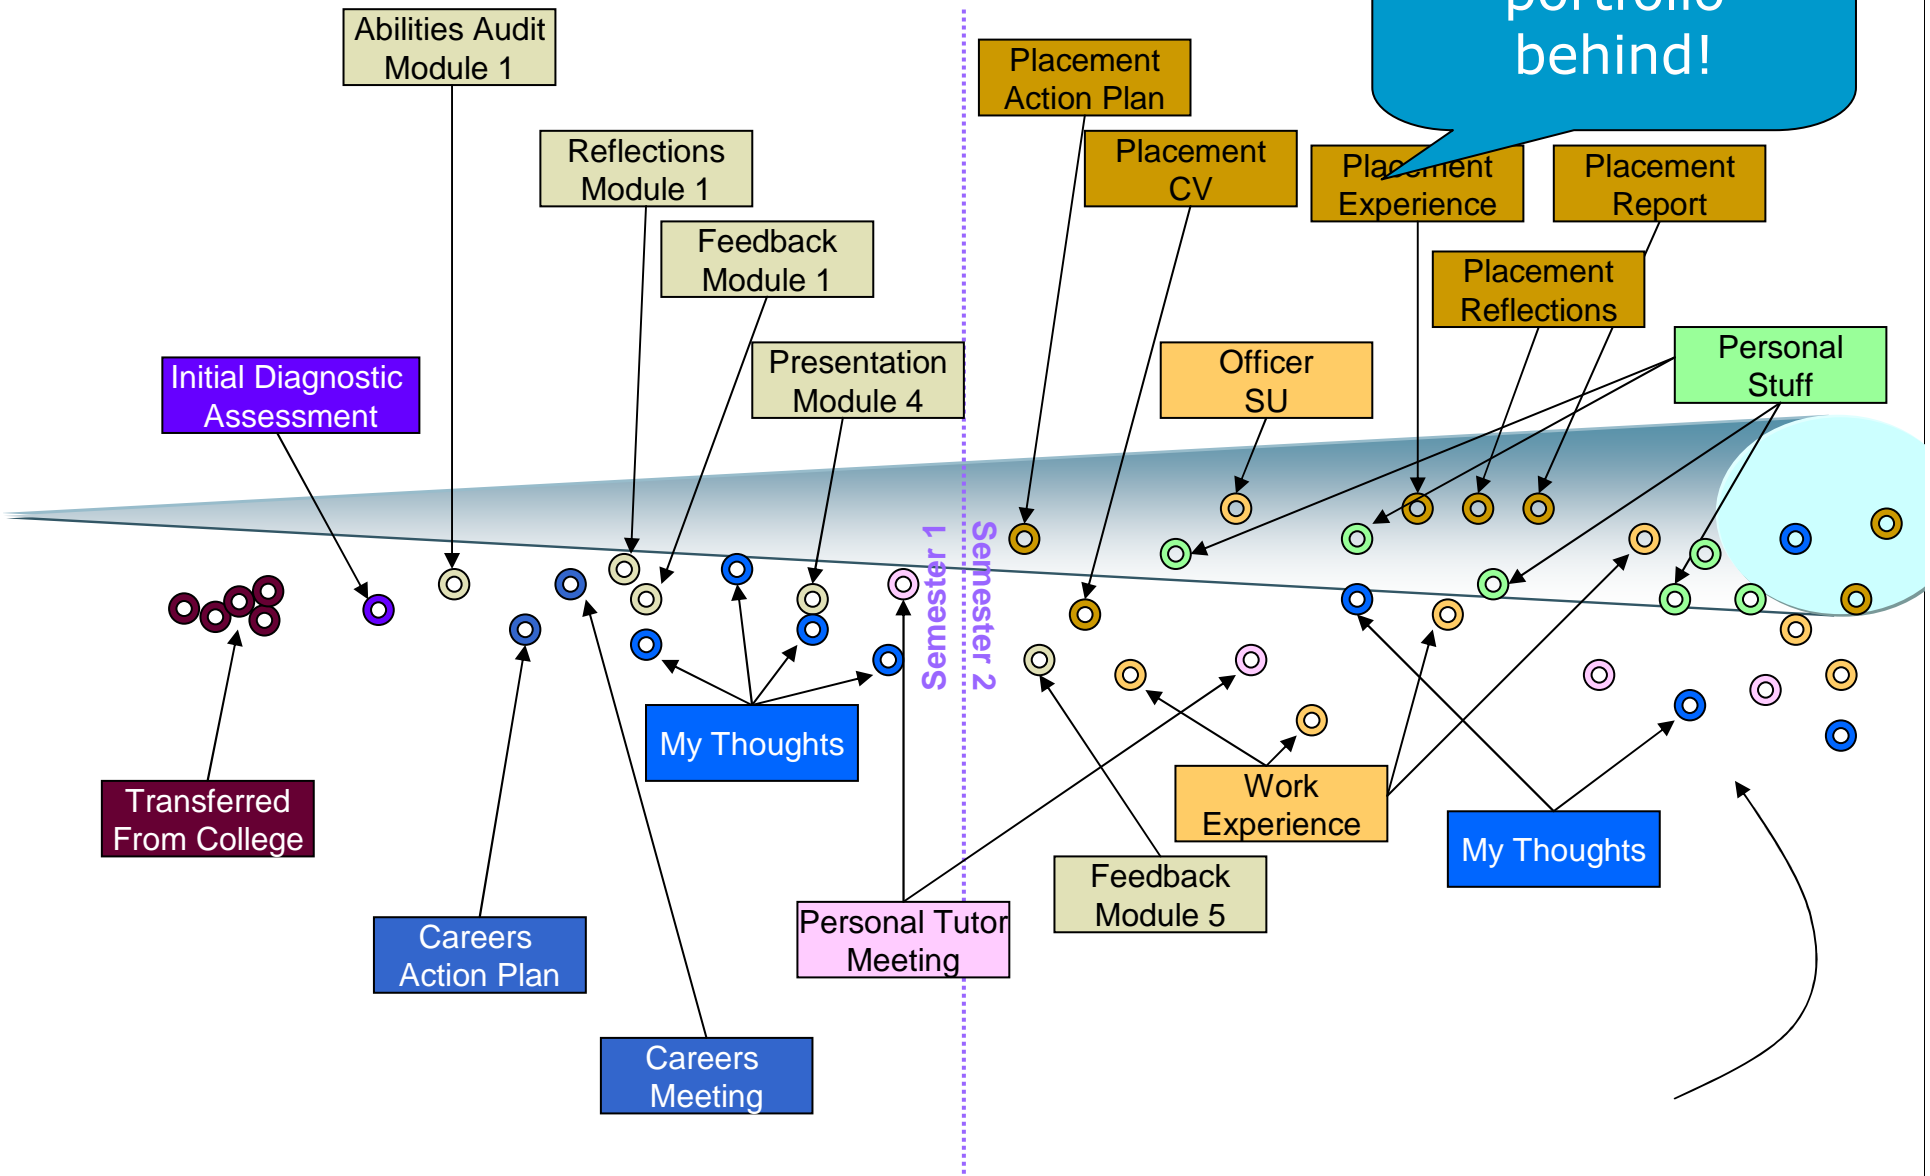 portfolio
behind!
Abilities Audit
Module 1
Placement
Action Plan
Reflections
Module 1
Placement
CV
Placement
Experience
Placement
Report
Feedback
Module 1
Placement
Reflections
Initial Diagnostic
Assessment
Presentation
Module 4
Officer
SU
Personal
Stuff
Semester 1
Semester 2
My Thoughts
Transferred
From College
Work
Experience
My Thoughts
Feedback
Module 5
Personal Tutor
Meeting
Careers
Action Plan
Careers
Meeting